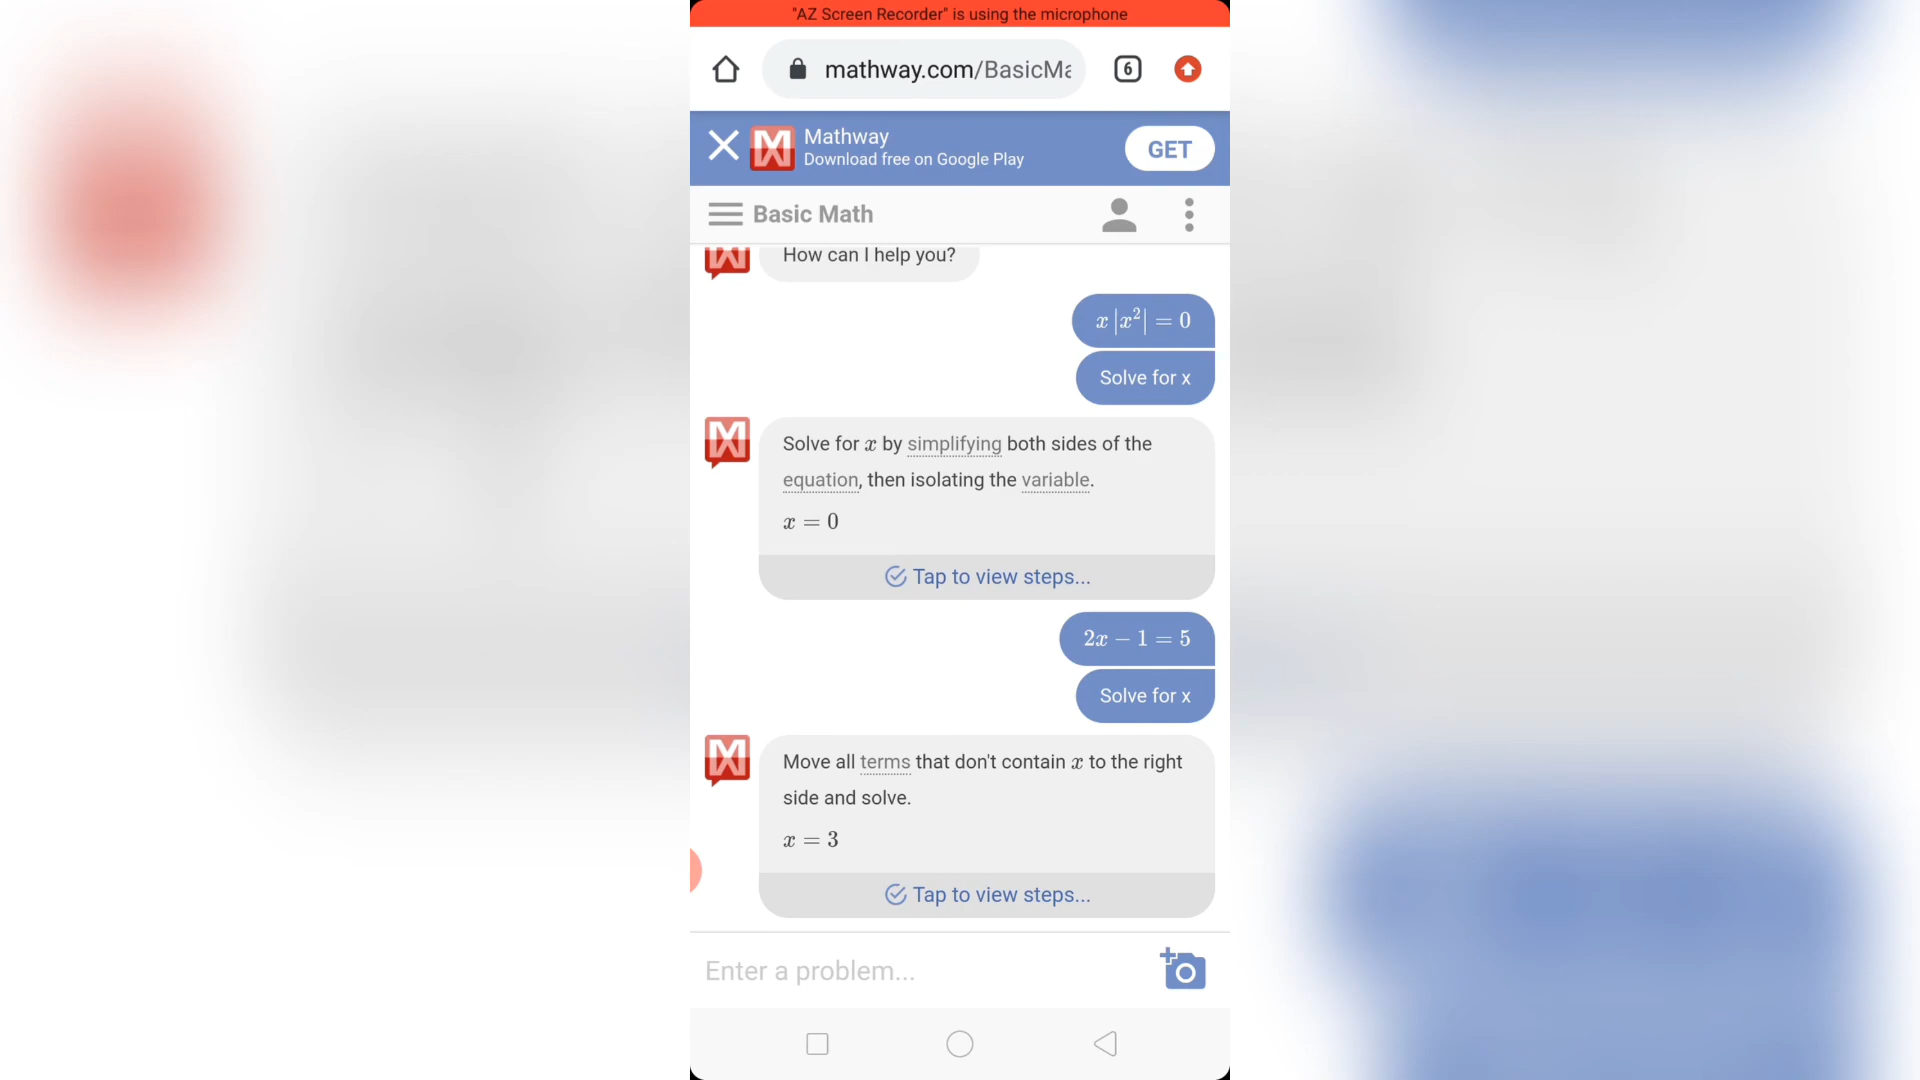 "AZ Screen Recorder" is using the microphone
mathway.com/BasicMa
6
Mathway
Download free on Google Play
GET
Basic Math
How can I help you?
x |x²| = 0
Solve for x
Solve for x by simplifying both sides of the
equation, then isolating the variable.
x = 0
Tap to view steps...
2x − 1 = 5
Solve for x
Move all terms that don't contain x to the right
side and solve.
x = 3
Tap to view steps...
Enter a problem...